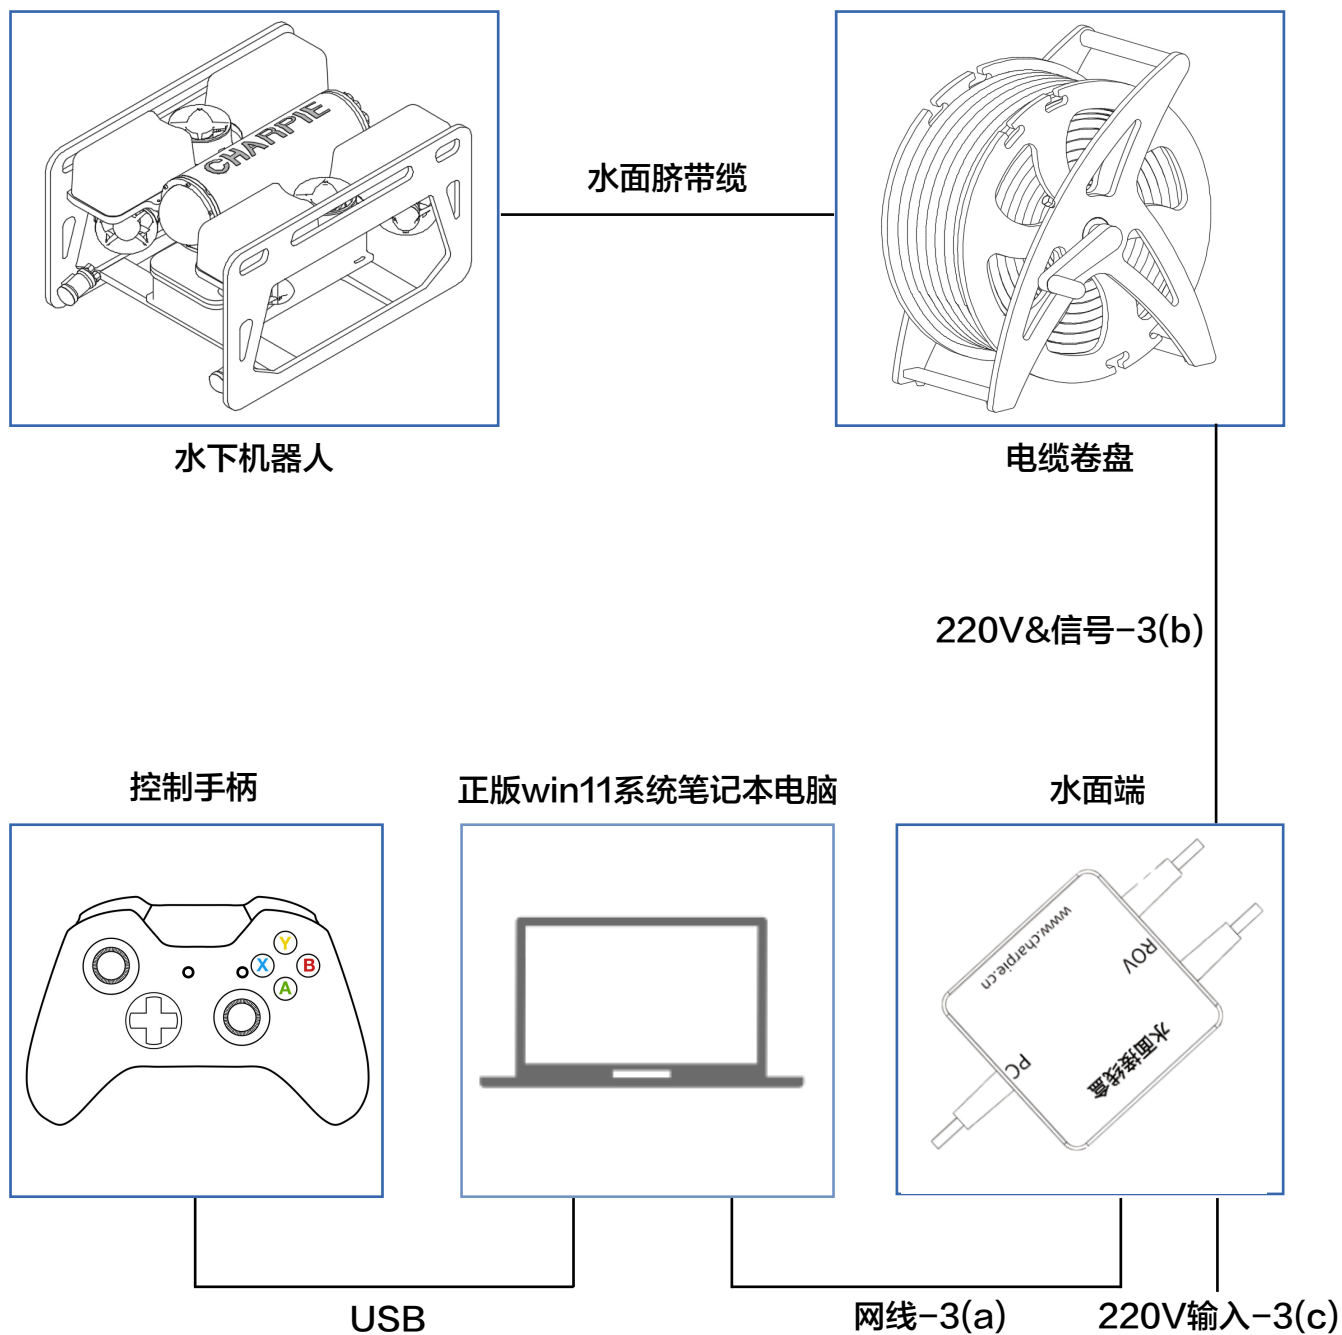 CHARPIE
水面脐带缆
水下机器人
电缆卷盘
220V&信号-3(b)
控制手柄
正版win11系统笔记本电脑
水面端
Y
X
B
A
www.charpie.cn
ROV
PC
水面接线盒
USB
网线-3(a)
220V输入-3(c)